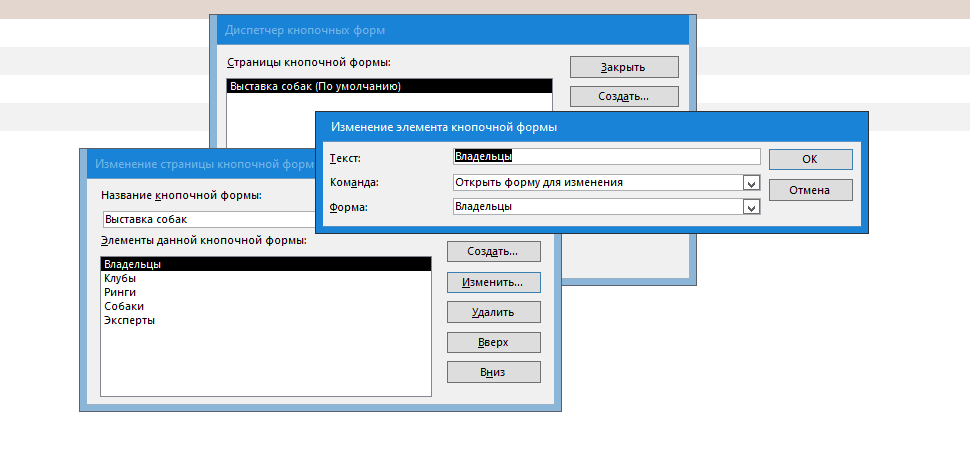 Диспетчер кнопочных форм
Страницы кнопочной формы:
Закрыть
Выставка собак (По умолчанию)
Создать...
Изменение элемента кнопочной формы
Текст:
Владельцы
OK
Команда:
Открыть форму для изменения
Отмена
Форма:
Владельцы
Изменение страницы кнопочной форм
Название кнопочной формы:
Выставка собак
Элементы данной кнопочной формы:
Создать...
Владельцы
Клубы
Ринги
Собаки
Эксперты
Изменить...
Удалить
Вверх
Вниз